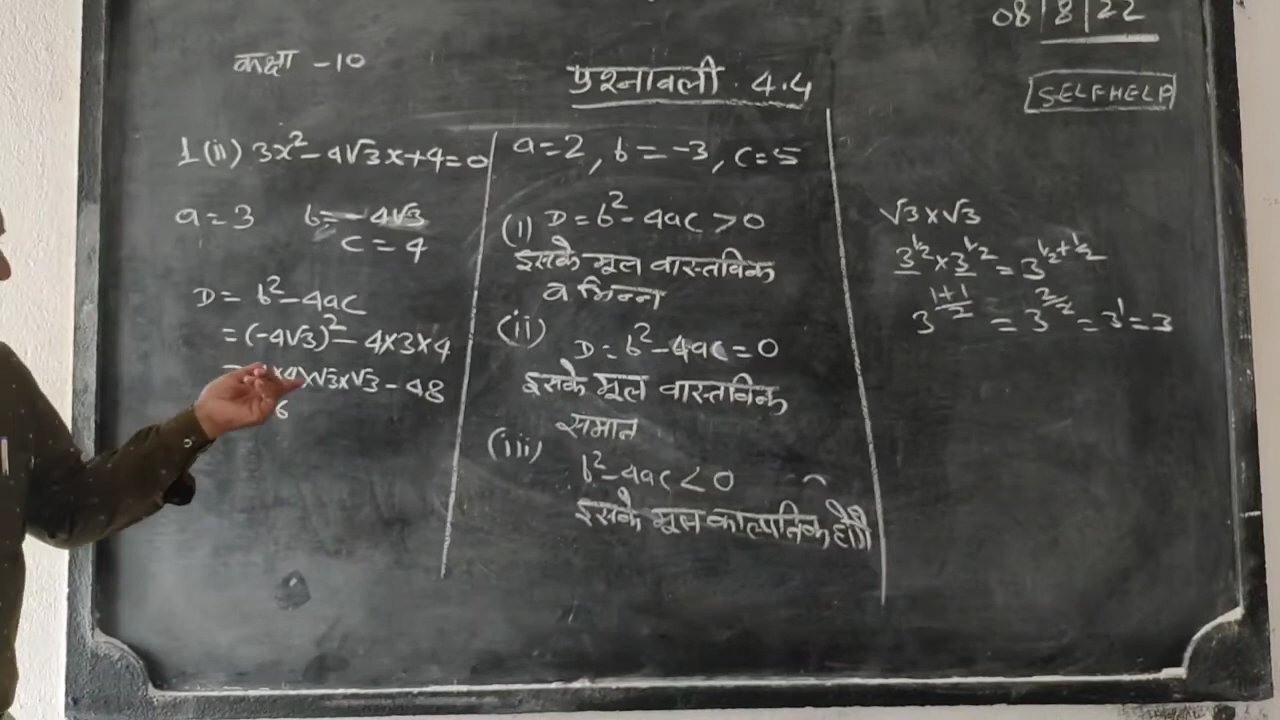 08/8/22
कक्षा - 10
प्रश्नावली . 4.4
SELFHELP
1(ii) 3x² - 4√3x + 4 = 0
a = 3 b = - 4√3
c = 4
D = b² - 4ac
= (-4√3)² - 4×3×4
×4×√3×√3 - 48
6
a = 2, b = -3, c = 5
(i) D = b² - 4ac > 0
इसके मूल वास्तविक
व भिन्न
(ii) D = b² - 4ac = 0
इसके मूल वास्तविक
समान
(iii) b² - 4ac < 0
इसके मूल काल्पनिक होंगे
√3 × √3
3^½ × 3^½ = 3^½+½
3^(1+1)/2 = 3^2/2 = 3¹ = 3